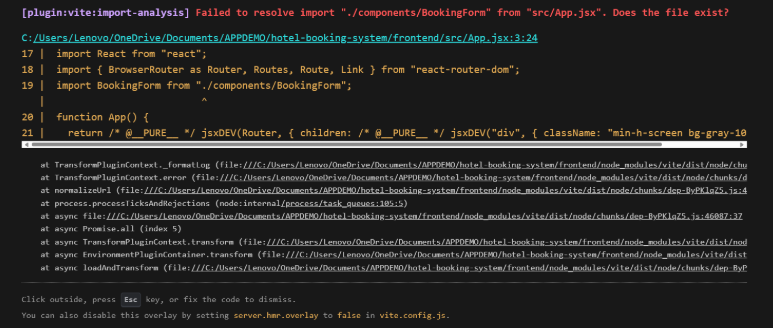 [plugin:vite:import-analysis] Failed to resolve import "./components/BookingForm" from "src/App.jsx". Does the file exist?
C:/Users/Lenovo/OneDrive/Documents/APPDEMO/hotel-booking-system/frontend/src/App.jsx:3:24
17 | import React from "react";
18 | import { BrowserRouter as Router, Routes, Route, Link } from "react-router-dom";
19 | import BookingForm from "./components/BookingForm";
| ^
20 | function App() {
21 | return /* @__PURE__ */ jsxDEV(Router, { children: /* @__PURE__ */ jsxDEV("div", { className: "min-h-screen bg-gray-10
at TransformPluginContext._formatLog (file:///C:/Users/Lenovo/OneDrive/Documents/APPDEMO/hotel-booking-system/frontend/node_modules/vite/dist/node/chu
at TransformPluginContext.error (file:///C:/Users/Lenovo/OneDrive/Documents/APPDEMO/hotel-booking-system/frontend/node_modules/vite/dist/node/chunks/d
at normalizeUrl (file:///C:/Users/Lenovo/OneDrive/Documents/APPDEMO/hotel-booking-system/frontend/node_modules/vite/dist/node/chunks/dep-ByPKlqZ5.js:4
at process.processTicksAndRejections (node:internal/process/task_queues:105:5)
at async file:///C:/Users/Lenovo/OneDrive/Documents/APPDEMO/hotel-booking-system/frontend/node_modules/vite/dist/node/chunks/dep-ByPKlqZ5.js:46087:37
at async Promise.all (index 5)
at async TransformPluginContext.transform (file:///C:/Users/Lenovo/OneDrive/Documents/APPDEMO/hotel-booking-system/frontend/node_modules/vite/dist/nod
at async EnvironmentPluginContainer.transform (file:///C:/Users/Lenovo/OneDrive/Documents/APPDEMO/hotel-booking-system/frontend/node_modules/vite/dist
at async loadAndTransform (file:///C:/Users/Lenovo/OneDrive/Documents/APPDEMO/hotel-booking-system/frontend/node_modules/vite/dist/node/chunks/dep-ByP
Click outside, press Esc key, or fix the code to dismiss.
You can also disable this overlay by setting server.hmr.overlay to false in vite.config.js.